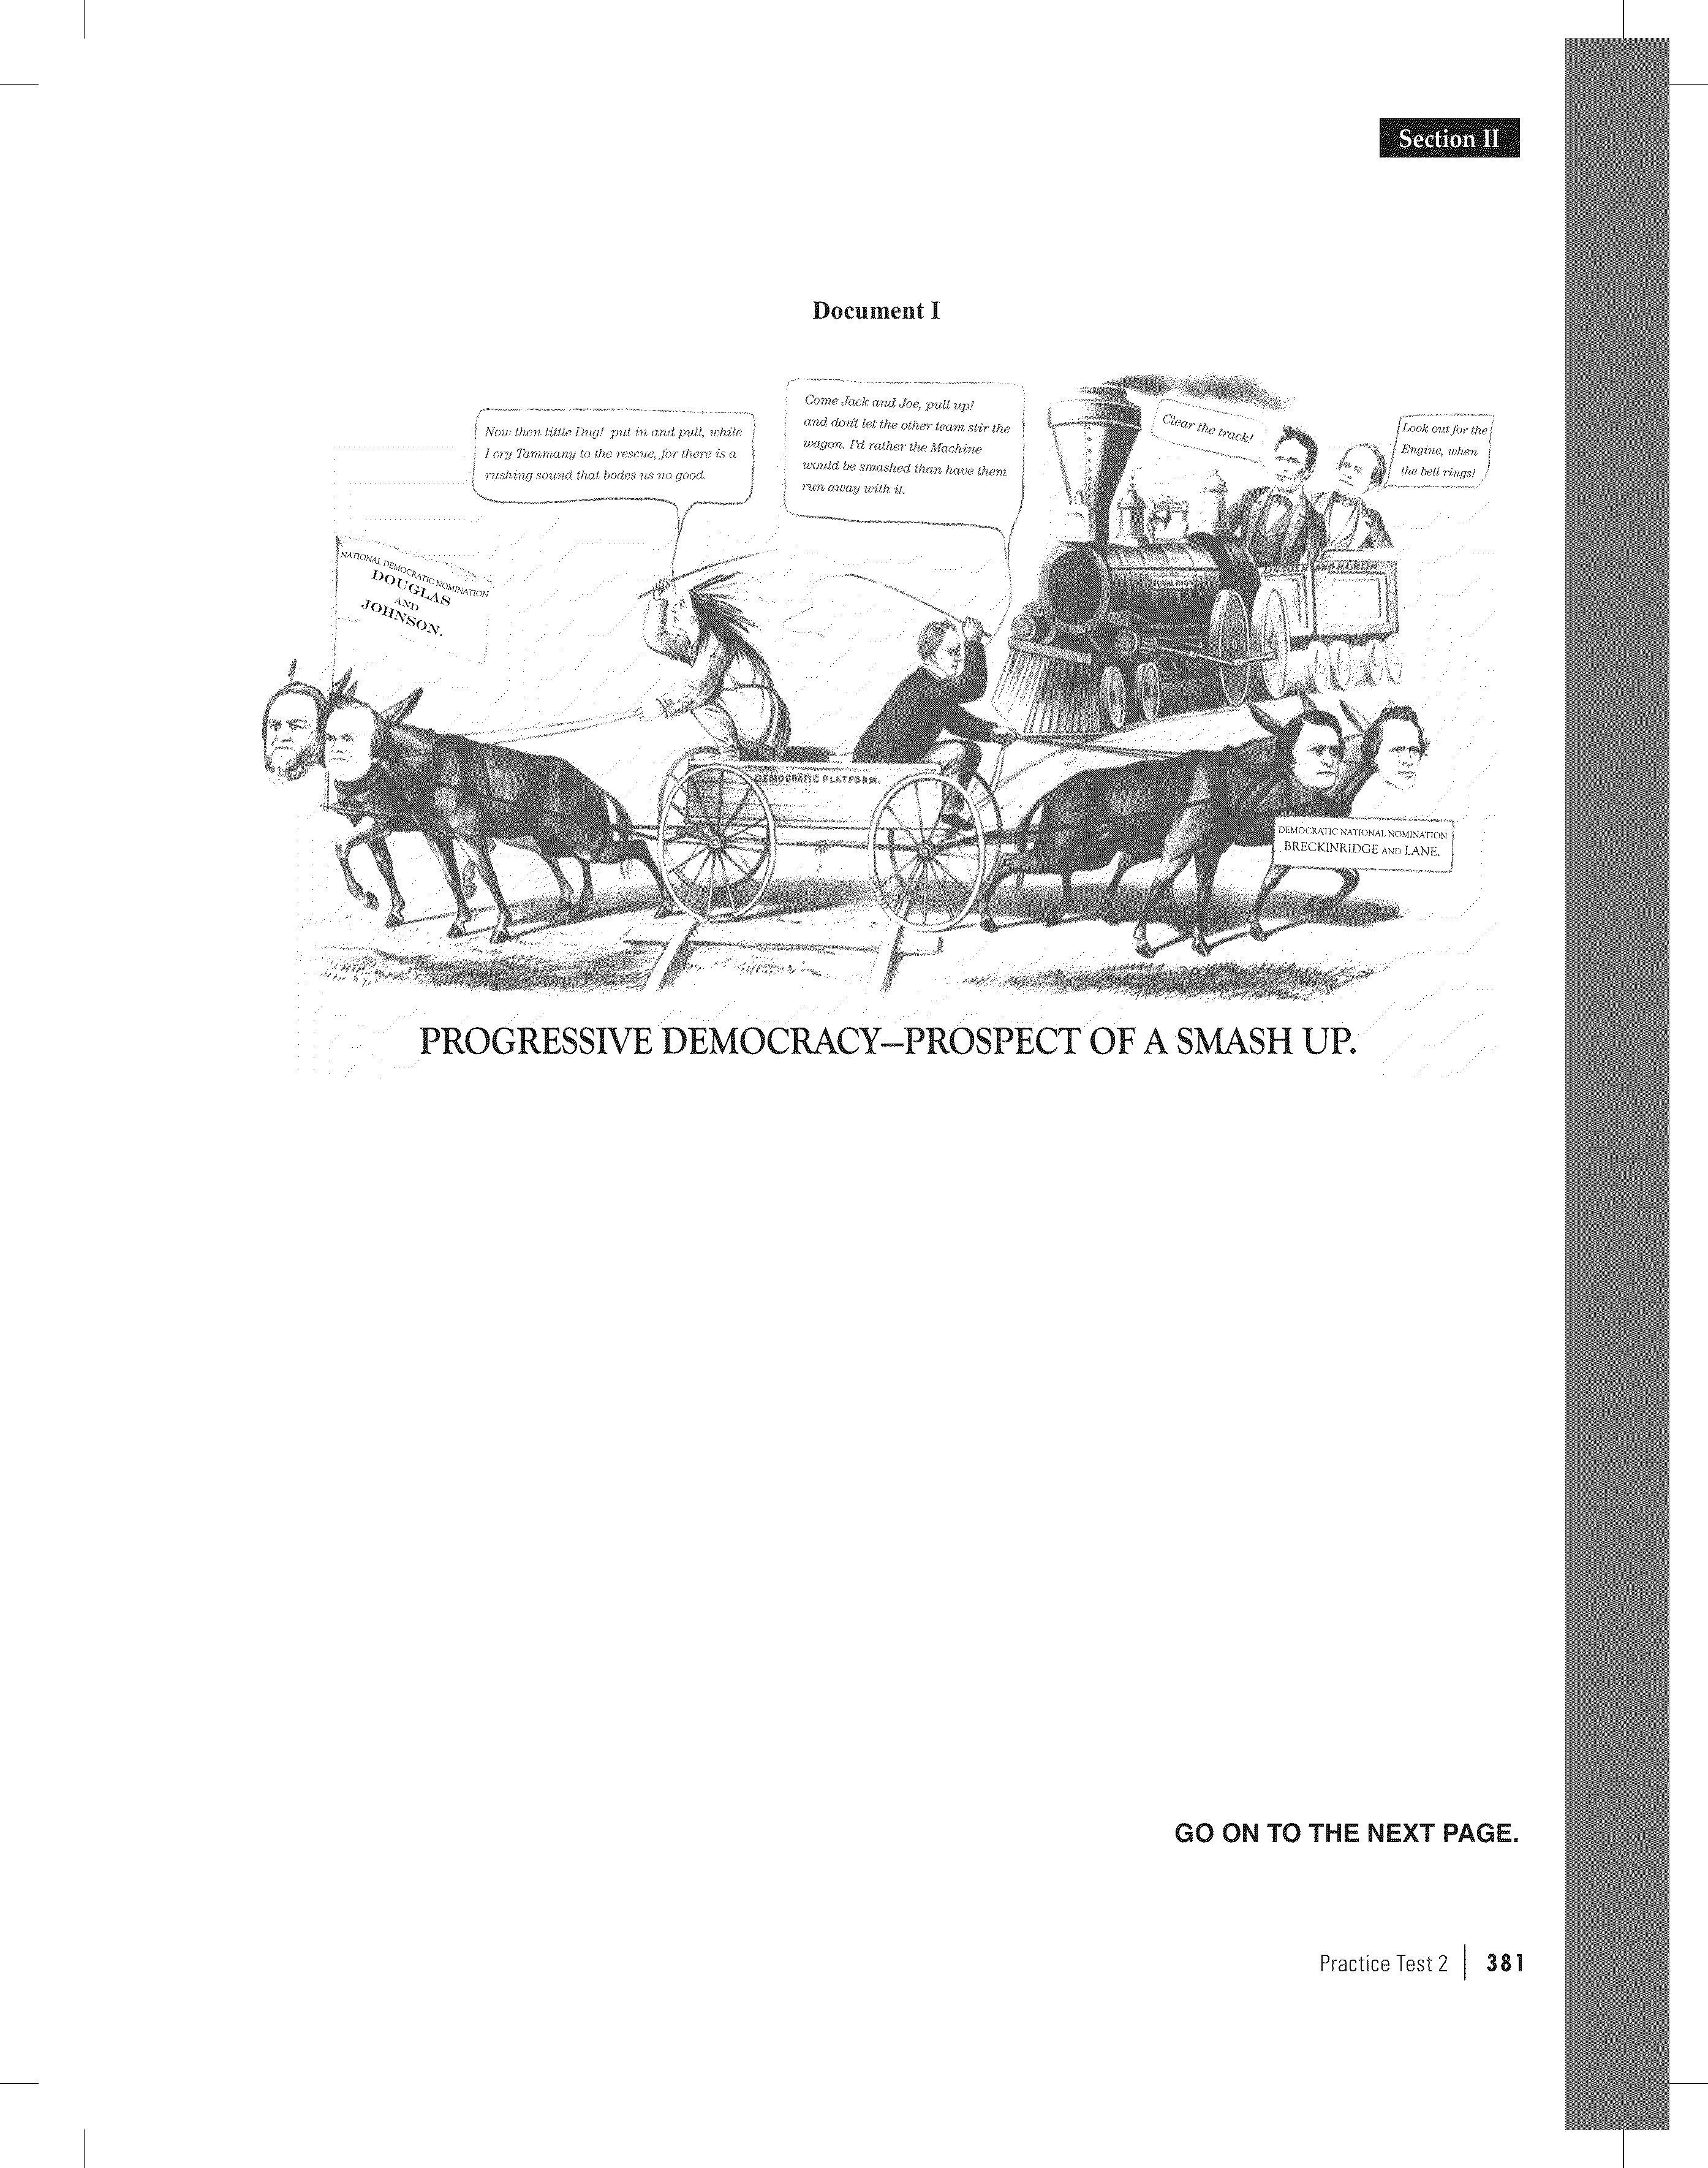 Section II
Document I
Now then little Dug! put in and pull, while
I cry Tammany to the rescue, for there is a
rushing sound that bodes us no good.
Come Jack and Joe, pull up!
and don't let the other team stir the
wagon. I'd rather the Machine
would be smashed than have them
run away with it.
Clear the track!
Look out for the
Engine, when
the bell rings!
NATIONAL DEMOCRATIC NOMINATION
DOUGLAS
AND
JOHNSON.
EQUAL RIGHTS
LINCOLN AND HAMLIN
DEMOCRATIC PLATFORM.
DEMOCRATIC NATIONAL NOMINATION
BRECKINRIDGE AND LANE.
PROGRESSIVE DEMOCRACY—PROSPECT OF A SMASH UP.
GO ON TO THE NEXT PAGE.
Practice Test 2 | 381